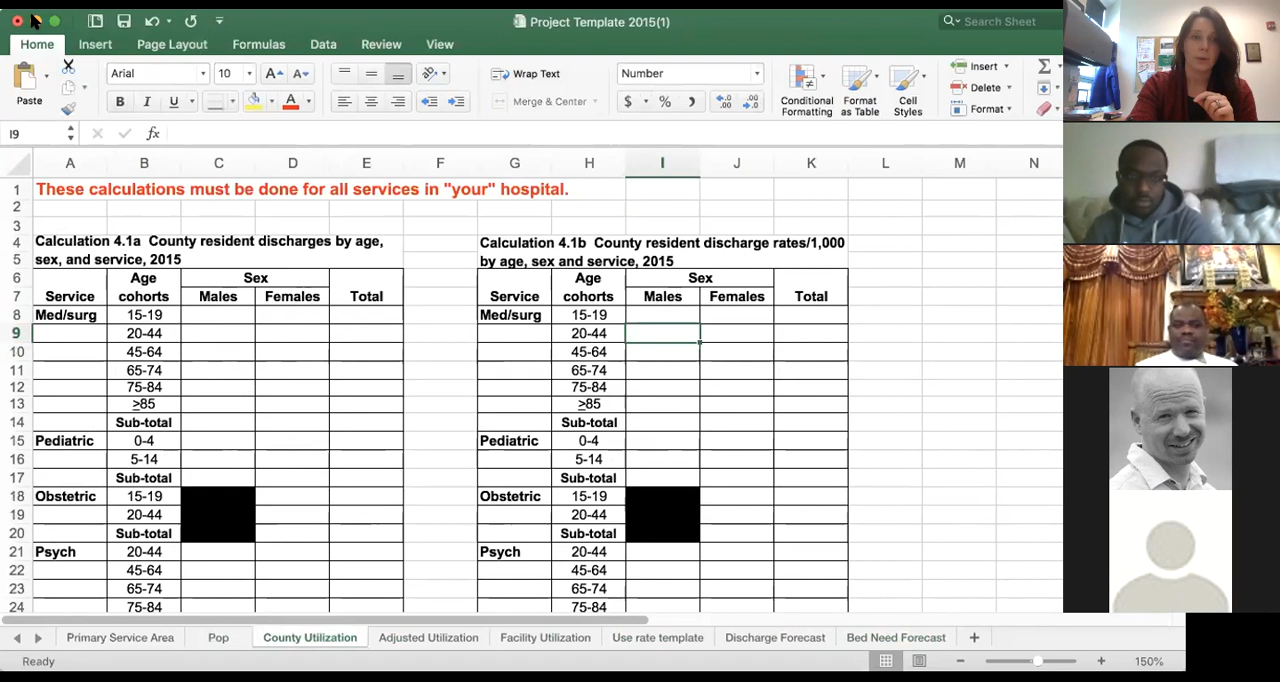 Project Template 2015(1)
Search Sheet
Home Insert Page Layout Formulas Data Review View
Paste
Arial 10
Wrap Text
Number
Merge & Center
B I U
$ %
Conditional Formatting
Format as Table
Cell Styles
Insert
Delete
Format
I9 fx
A B C D E F G H I J K L M N
1 These calculations must be done for all services in "your" hospital.
2
3
4 Calculation 4.1a County resident discharges by age, Calculation 4.1b County resident discharge rates/1,000
5 sex, and service, 2015 by age, sex and service, 2015
6 Age Sex Age Sex
7 Service cohorts Males Females Total Service cohorts Males Females Total
8 Med/surg 15-19 Med/surg 15-19
9 20-44 20-44
10 45-64 45-64
11 65-74 65-74
12 75-84 75-84
13 ≥85 ≥85
14 Sub-total Sub-total
15 Pediatric 0-4 Pediatric 0-4
16 5-14 5-14
17 Sub-total Sub-total
18 Obstetric 15-19 Obstetric 15-19
19 20-44 20-44
20 Sub-total Sub-total
21 Psych 20-44 Psych 20-44
22 45-64 45-64
23 65-74 65-74
24 75-84 75-84
Primary Service Area Pop County Utilization Adjusted Utilization Facility Utilization Use rate template Discharge Forecast Bed Need Forecast +
Ready 150%